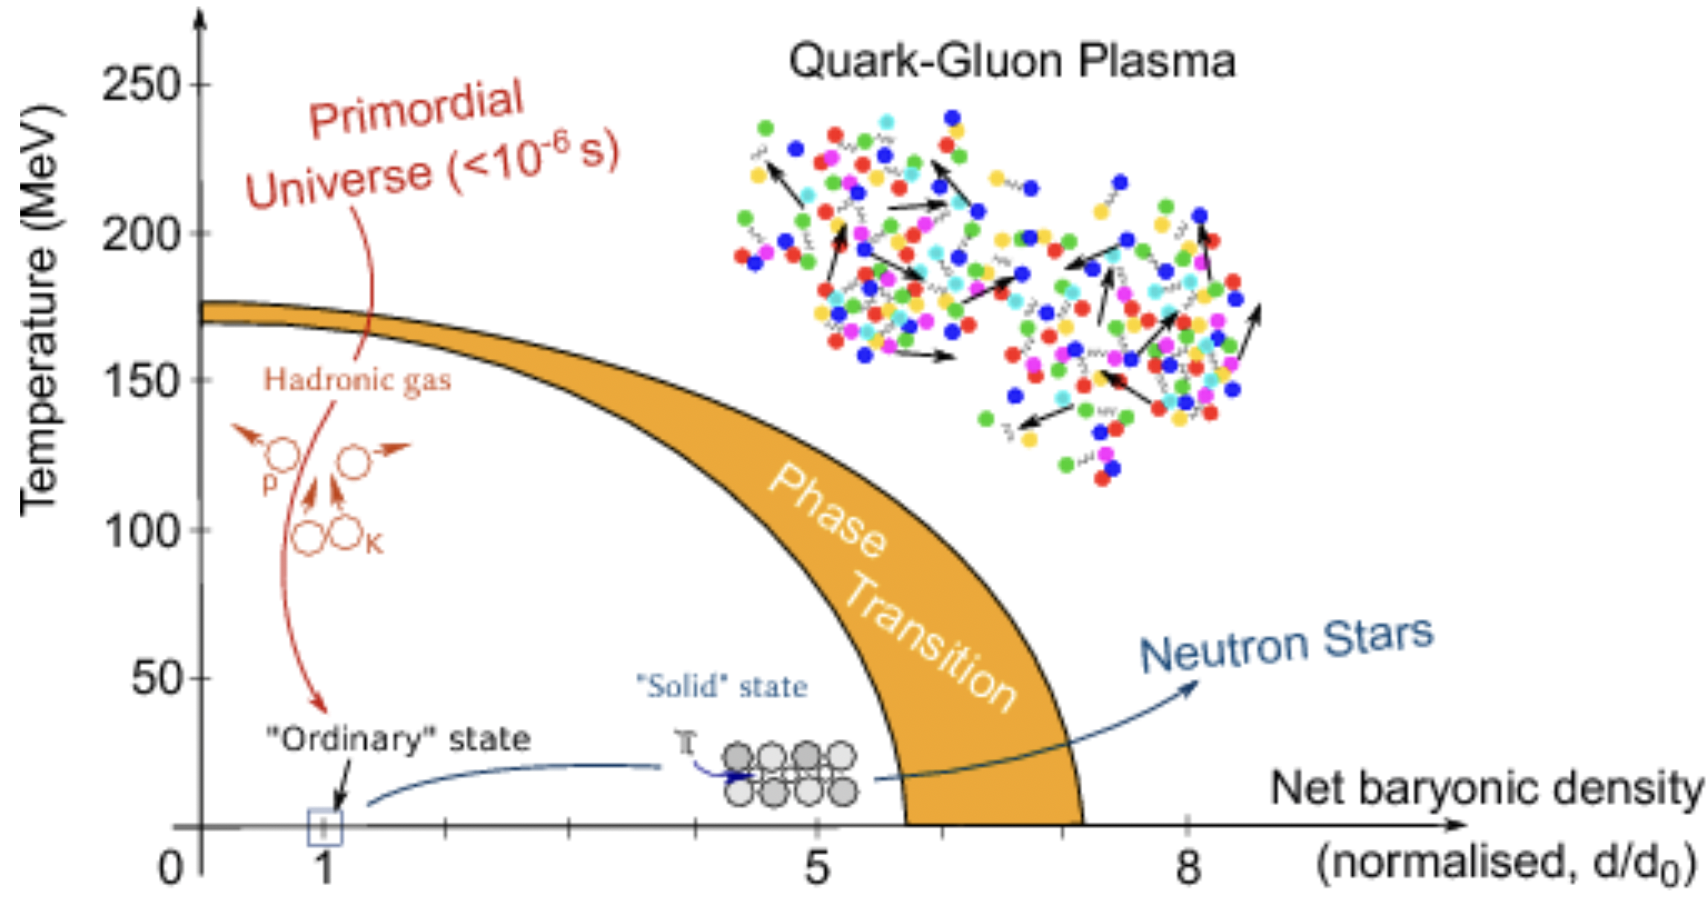 Quark-Gluon Plasma
Temperature (MeV)
250
200
150
100
50
0
Primordial
Universe (<10⁻⁶ s)
Hadronic gas
p
K
Phase
Transition
Neutron Stars
"Solid" state
π
"Ordinary" state
1
5
8
Net baryonic density
(normalised, d/d₀)